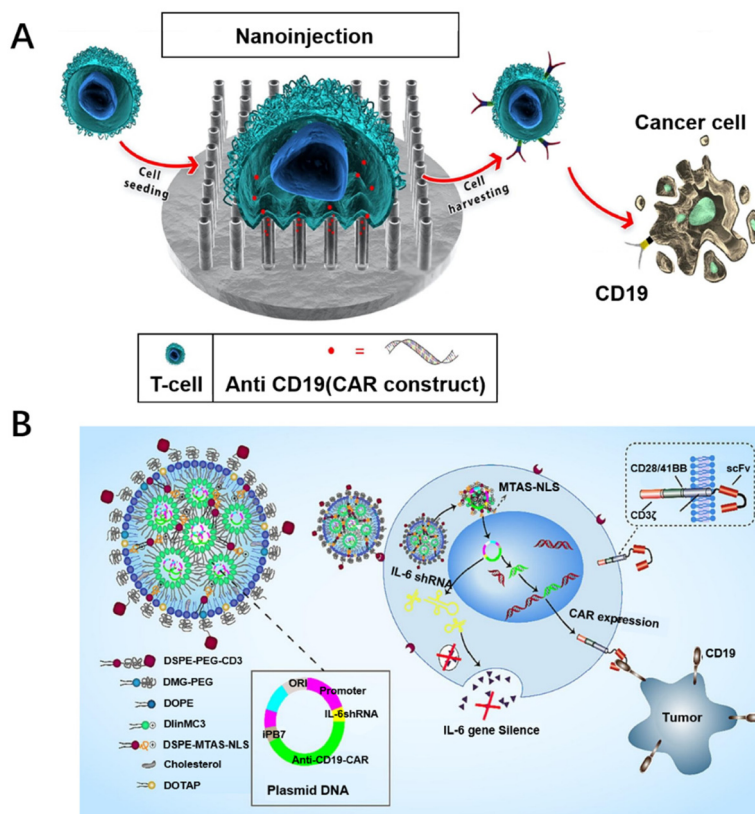 A
Nanoinjection
Cell
seeding
Cell
harvesting
Cancer cell
CD19
T-cell
=
Anti CD19(CAR construct)
B
DSPE-PEG-CD3
DMG-PEG
DOPE
DlinMC3
DSPE-MTAS-NLS
Cholesterol
DOTAP
ORI
Promoter
IL-6shRNA
iPB7
Anti-CD19-CAR
Plasmid DNA
MTAS-NLS
IL-6 shRNA
CAR expression
IL-6 gene Silence
CD28/41BB
scFv
CD3ζ
CD19
Tumor